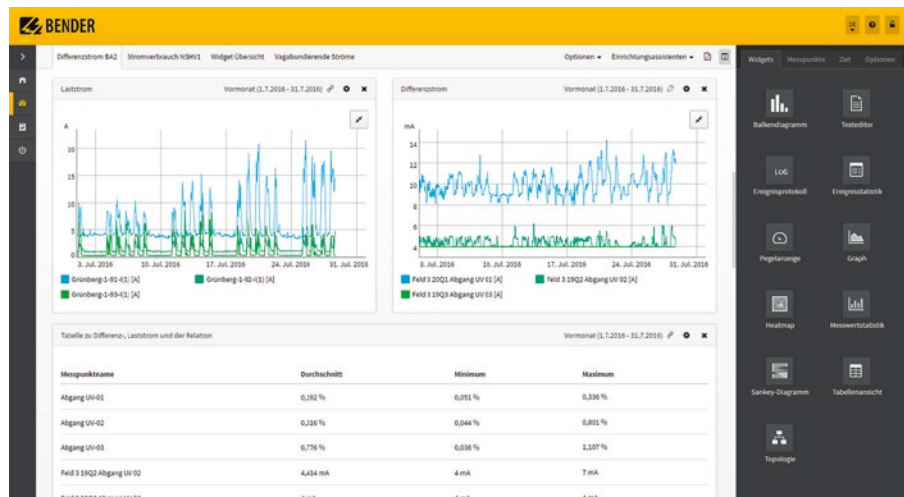 BENDER
Differenzstrom BA2 Stromverbrauch NSHV1 Widget Übersicht Vagabundierende Ströme Optionen Einrichtungsassistenten
Widgets Messpunkte Zeit Optionen
Laststrom Vormonat (1.7.2016 - 31.7.2016)
A
20
15
10
5
0
3. Jul. 2016 10. Jul. 2016 17. Jul. 2016 24. Jul. 2016 31. Jul. 2016
Grünberg-1-91-I(1) [A] Grünberg-1-92-I(1) [A]
Grünberg-1-93-I(1) [A]
Differenzstrom Vormonat (1.7.2016 - 31.7.2016)
mA
14
12
10
8
6
4
3. Jul. 2016 10. Jul. 2016 17. Jul. 2016 24. Jul. 2016 31. Jul. 2016
Feld 3 20Q1 Abgang UV 01 [A] Feld 3 19Q2 Abgang UV 02 [A]
Feld 3 19Q3 Abgang UV 03 [A]
Tabelle zu Differenz-, Laststrom und der Relation Vormonat (1.7.2016 - 31.7.2016)
Messpunktname Durchschnitt Minimum Maximum
Abgang UV-01 0,192 % 0,051 % 0,336 %
Abgang UV-02 0,316 % 0,044 % 0,801 %
Abgang UV-03 0,776 % 0,036 % 1,107 %
Feld 3 19Q2 Abgang UV 02 4,414 mA 4 mA 7 mA
Balkendiagramm Texteditor
LOG
Ereignisprotokoll Ereignisstatistik
Pegelanzeige Graph
Heatmap Messwertstatistik
Sankey-Diagramm Tabellenansicht
Topologie